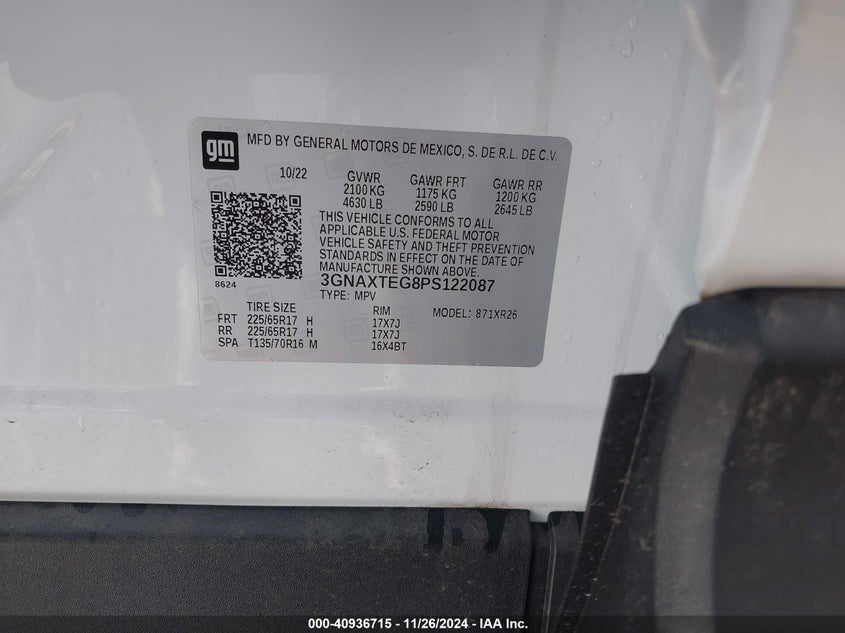 gm
MFD BY GENERAL MOTORS DE MEXICO, S. DE R.L. DE C.V.
10/22 GVWR GAWR FRT GAWR RR
2100 KG 1175 KG 1200 KG
4630 LB 2590 LB 2645 LB
THIS VEHICLE CONFORMS TO ALL
APPLICABLE U.S. FEDERAL MOTOR
VEHICLE SAFETY AND THEFT PREVENTION
STANDARDS IN EFFECT ON THE DATE OF
MANUFACTURE SHOWN ABOVE.
8624 3GNAXTEG8PS122087
TYPE: MPV
TIRE SIZE RIM MODEL: 871XR26
FRT 225/65R17 H 17X7J
RR 225/65R17 H 17X7J
SPA T135/70R16 M 16X4BT
000-40936715 - 11/26/2024 - IAA Inc.